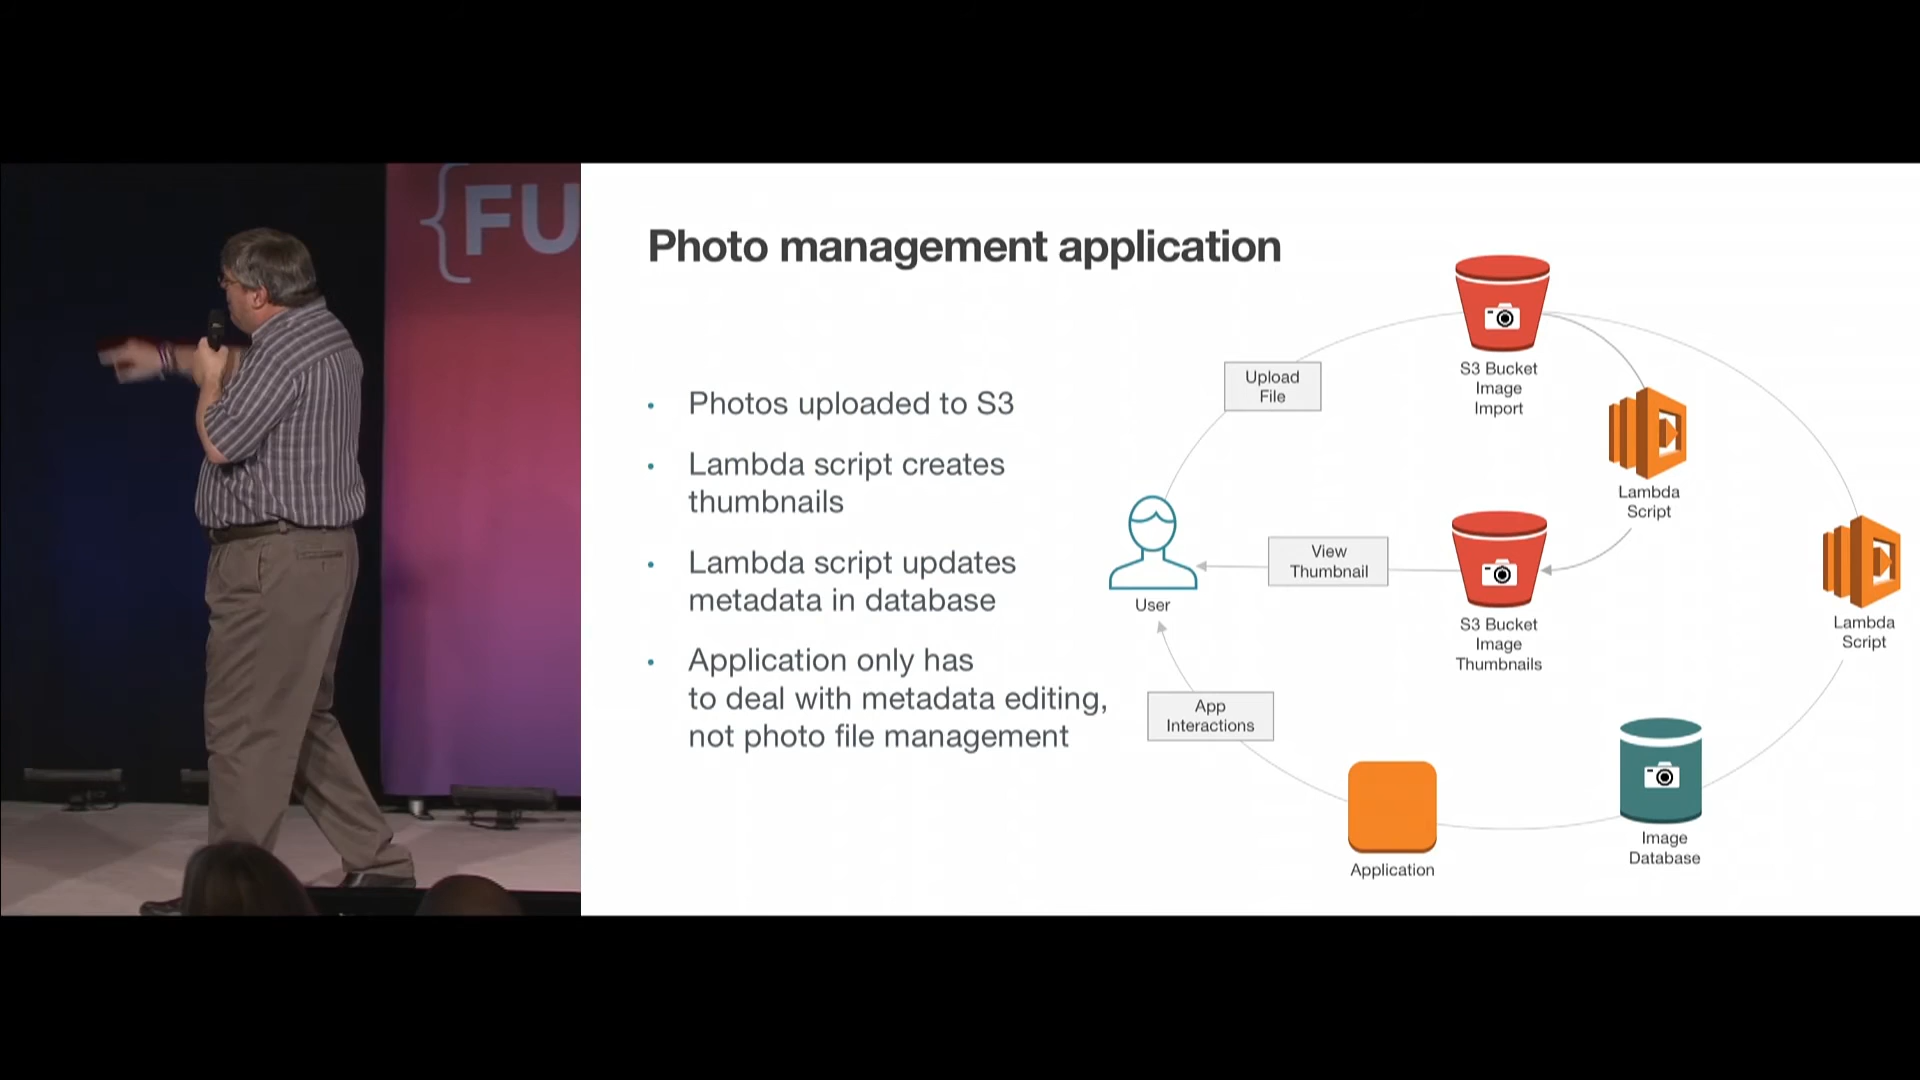 {FU
Photo management application
• Photos uploaded to S3
• Lambda script creates
thumbnails
• Lambda script updates
metadata in database
• Application only has
to deal with metadata editing,
not photo file management
Upload
File
S3 Bucket
Image
Import
Lambda
Script
View
Thumbnail
User
S3 Bucket
Image
Thumbnails
Lambda
Script
App
Interactions
Application
Image
Database